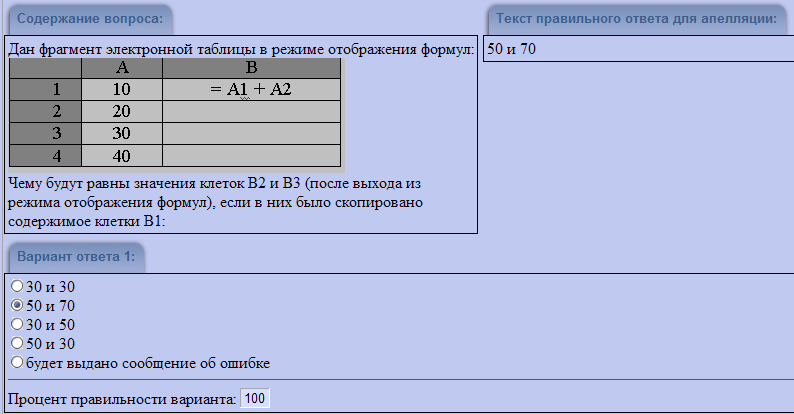 Содержание вопроса:
Текст правильного ответа для апелляции:
Дан фрагмент электронной таблицы в режиме отображения формул:
50 и 70
A B
1 10 = A1 + A2
2 20
3 30
4 40
Чему будут равны значения клеток B2 и B3 (после выхода из
режима отображения формул), если в них было скопировано
содержимое клетки B1:
Вариант ответа 1:
30 и 30
50 и 70
30 и 50
50 и 30
будет выдано сообщение об ошибке
Процент правильности варианта: 100